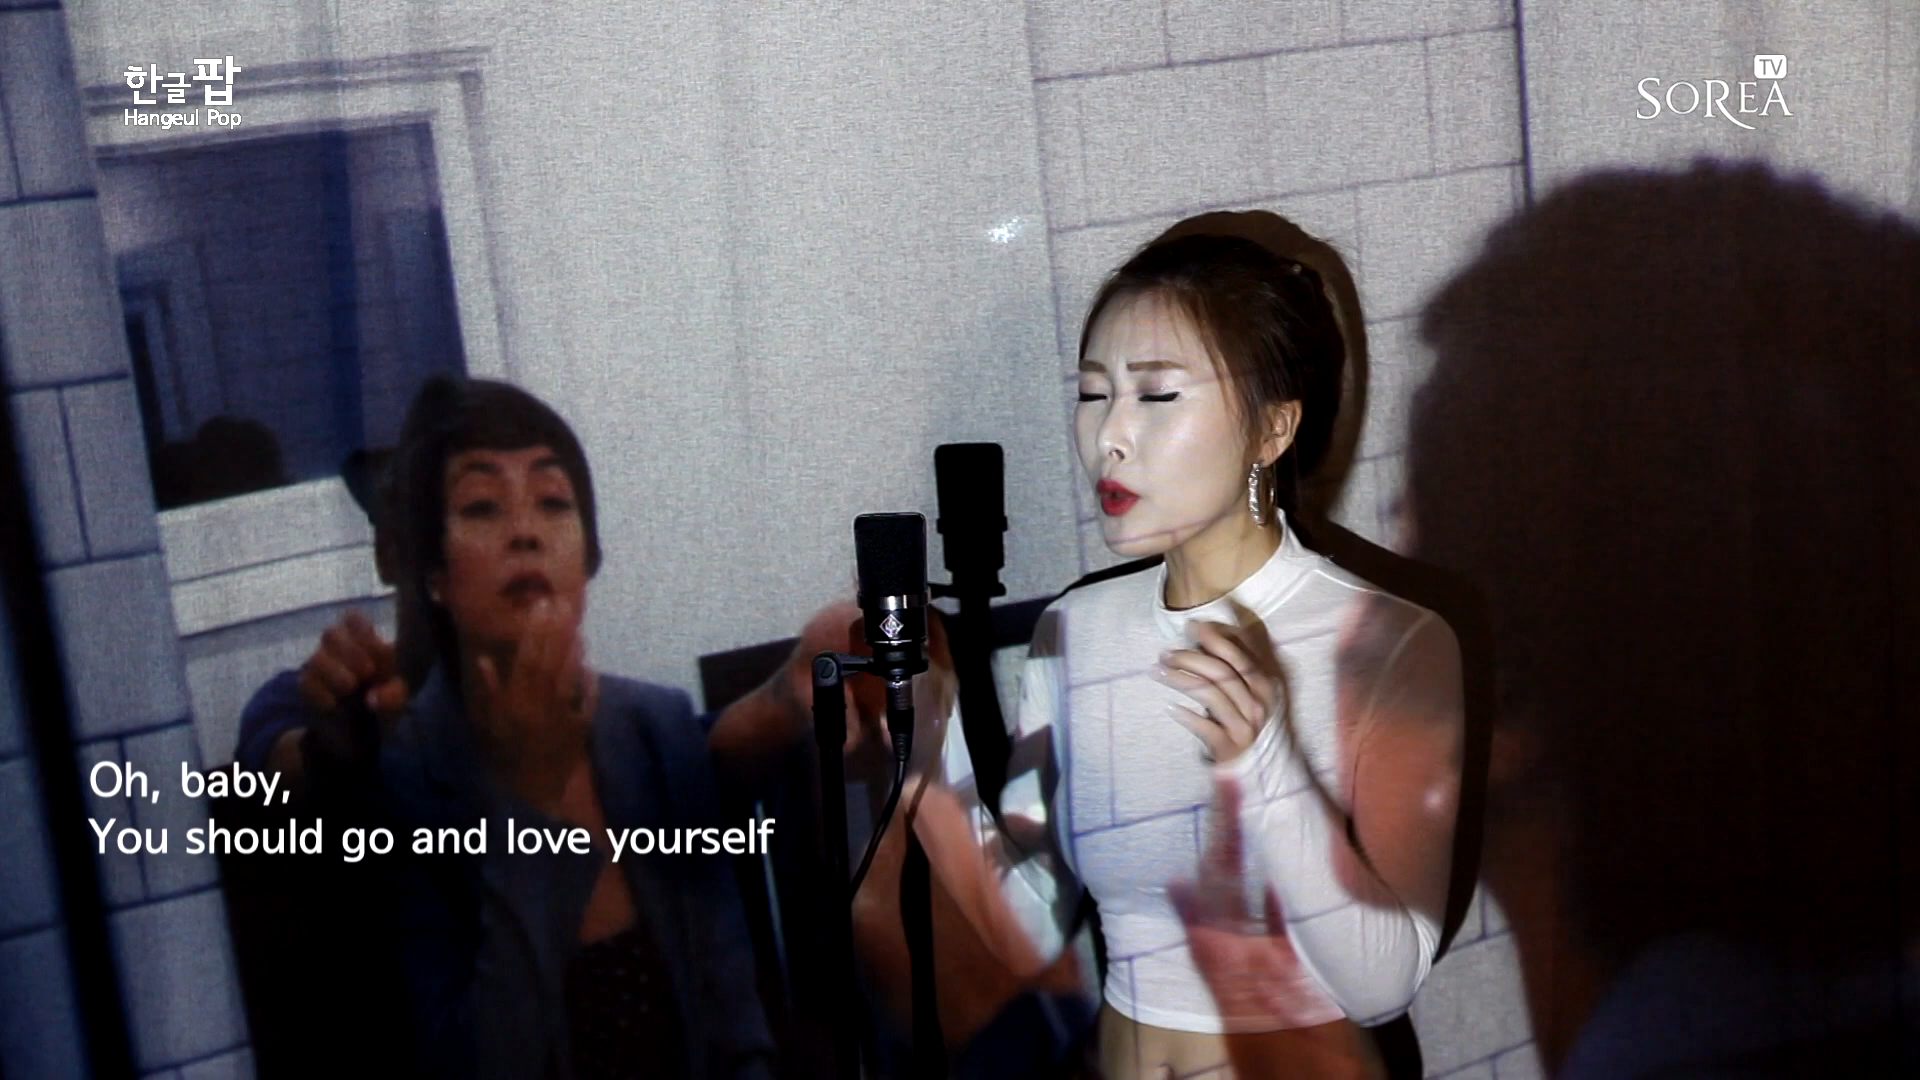 한글팝
Hangeul Pop
TV
SOREA
Oh, baby,
You should go and love yourself